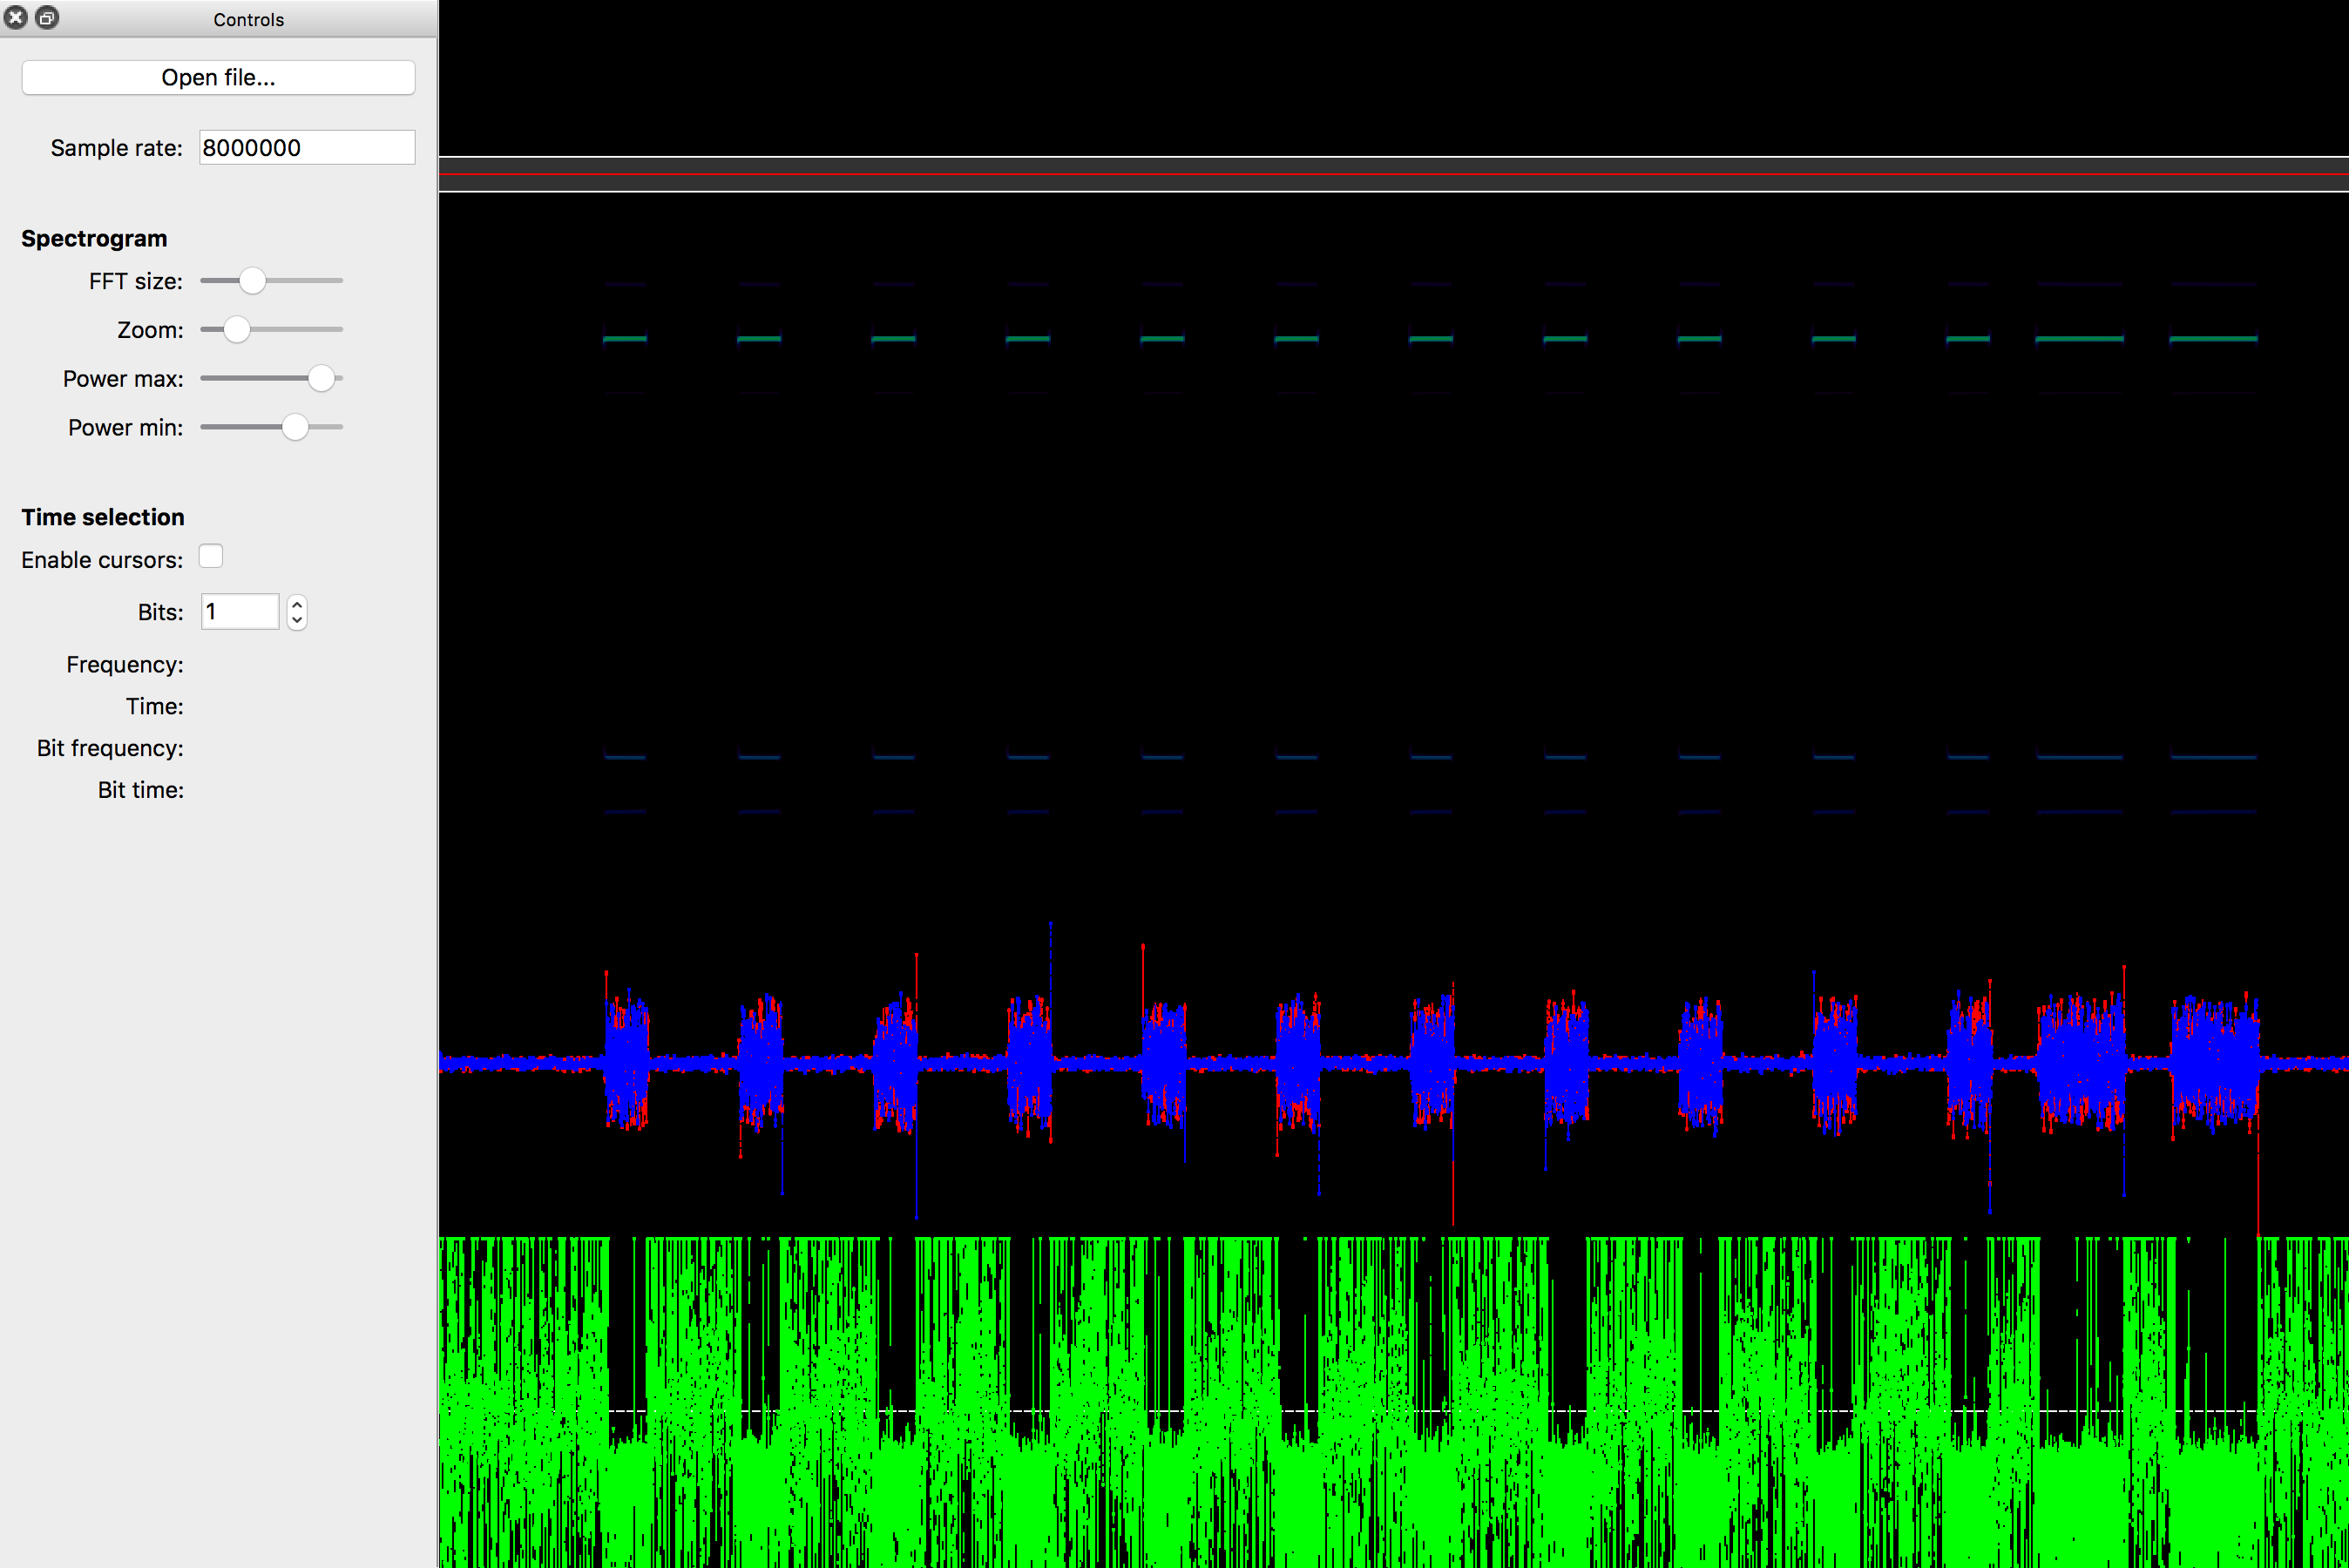 Controls
Open file...
Sample rate: 8000000
Spectrogram
FFT size:
Zoom:
Power max:
Power min:
Time selection
Enable cursors:
Bits: 1
Frequency:
Time:
Bit frequency:
Bit time: